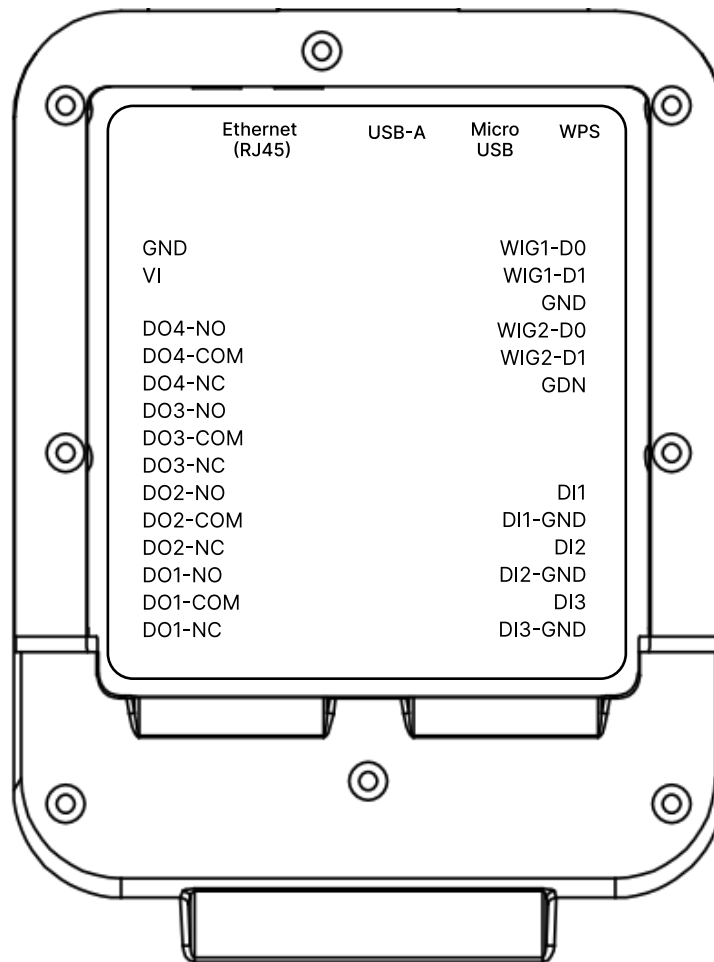 Ethernet
(RJ45)
USB-A
Micro
USB
WPS
GND
VI
DO4-NO
DO4-COM
DO4-NC
DO3-NO
DO3-COM
DO3-NC
DO2-NO
DO2-COM
DO2-NC
DO1-NO
DO1-COM
DO1-NC
WIG1-D0
WIG1-D1
GND
WIG2-D0
WIG2-D1
GDN
DI1
DI1-GND
DI2
DI2-GND
DI3
DI3-GND